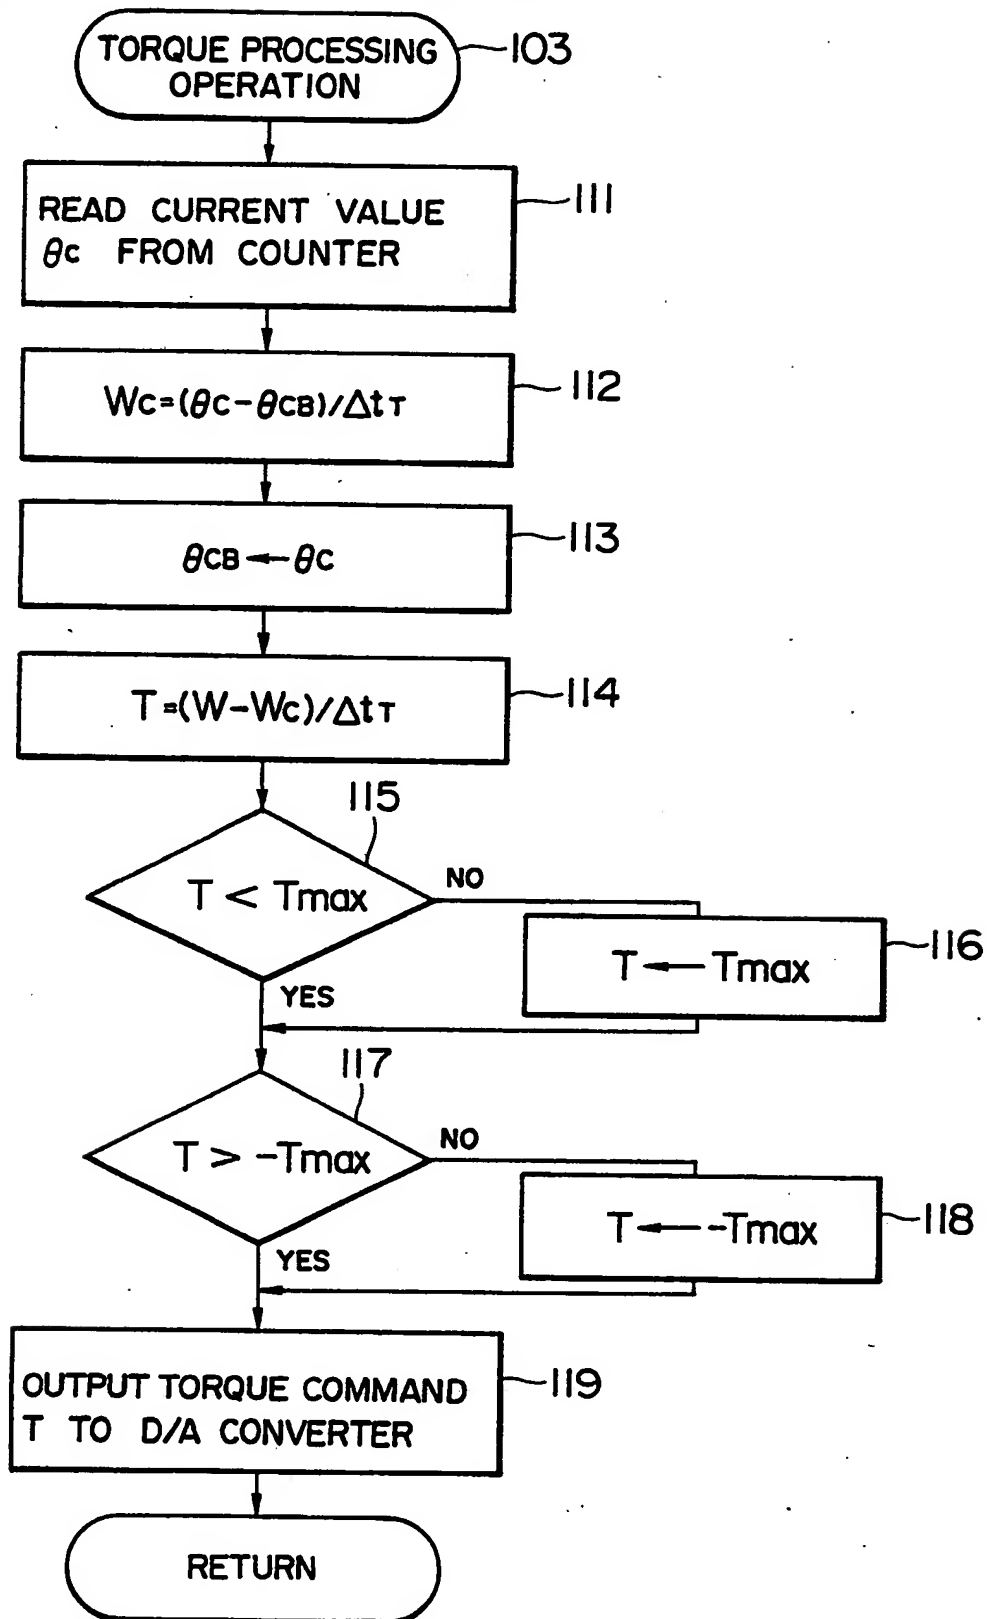 TORQUE PROCESSING
OPERATION
103
READ CURRENT VALUE
θC FROM COUNTER
111
WC=(θC-θCB)/ΔtT
112
θCB←θC
113
T=(W-WC)/ΔtT
114
115
T < Tmax
NO
T ← Tmax
116
YES
117
T > -Tmax
NO
T ← -Tmax
118
YES
OUTPUT TORQUE COMMAND
T TO D/A CONVERTER
119
RETURN